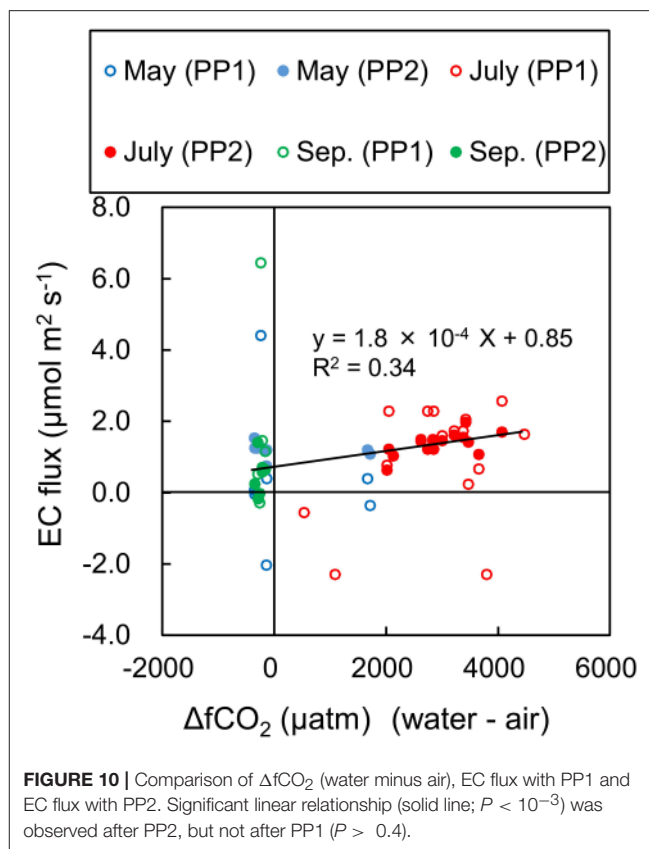 May (PP1) May (PP2) July (PP1)
July (PP2) Sep. (PP1) Sep. (PP2)
8.0
6.0
4.0
2.0
0.0
-2.0
-4.0
EC flux (µmol m² s⁻¹)
y = 1.8 × 10⁻⁴ X + 0.85
R² = 0.34
-2000 0 2000 4000 6000
ΔfCO₂ (µatm) (water - air)
FIGURE 10 | Comparison of ΔfCO₂ (water minus air), EC flux with PP1 and
EC flux with PP2. Significant linear relationship (solid line; P < 10⁻³) was
observed after PP2, but not after PP1 (P > 0.4).